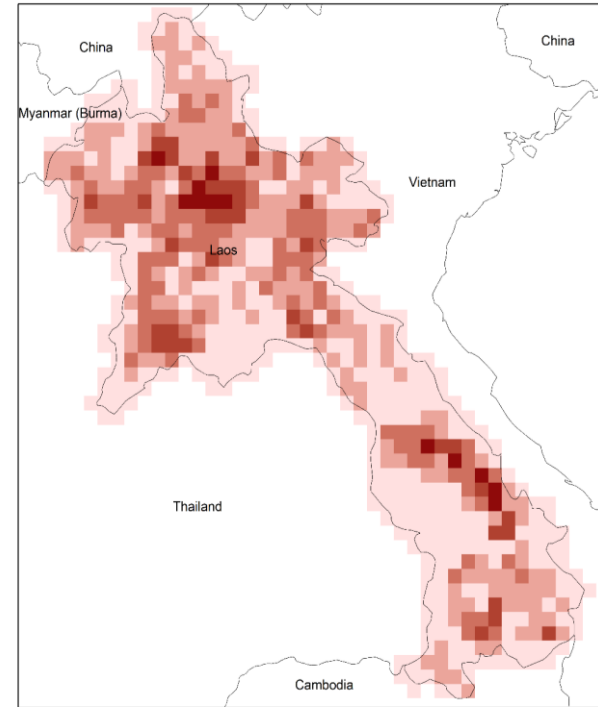 China
China
Myanmar (Burma)
Vietnam
Laos
Thailand
Cambodia